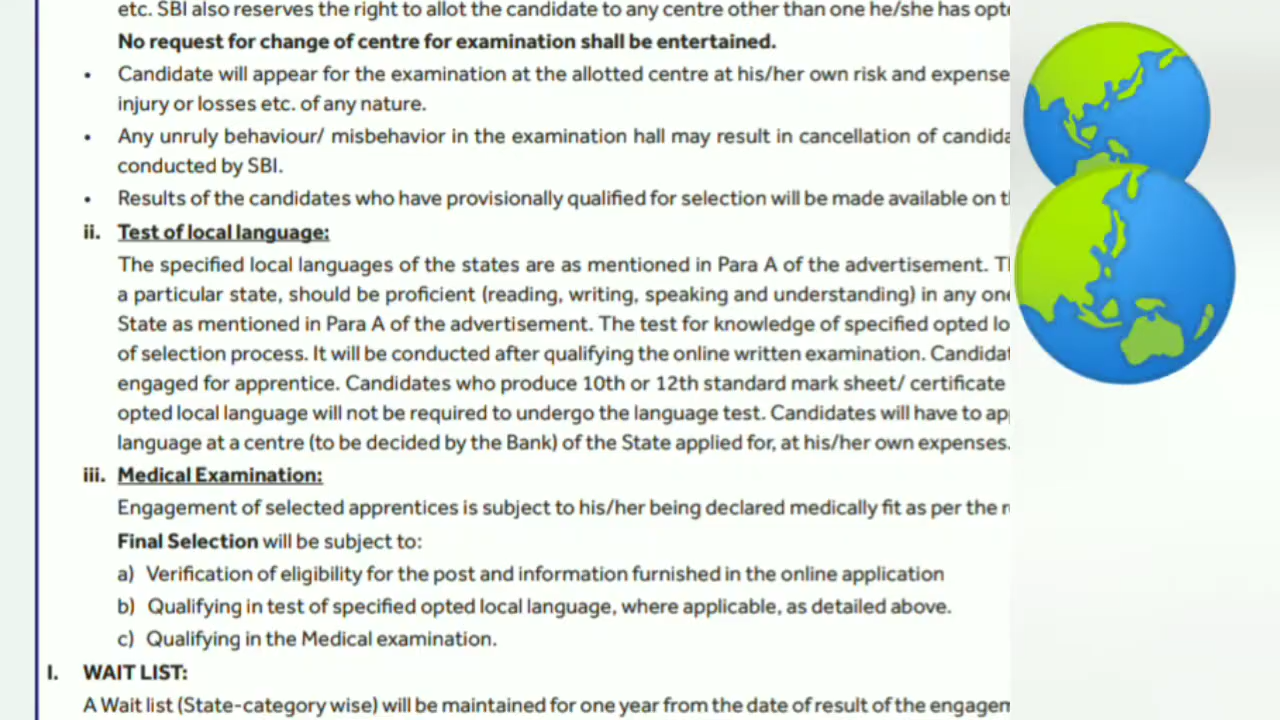 etc. SBI also reserves the right to allot the candidate to any centre other than one he/she has
No request for change of centre for examination shall be entertained.
• Candidate will appear for the examination at the allotted centre at his/her own risk and expense
injury or losses etc. of any nature.
• Any unruly behaviour/ misbehavior in the examination hall may result in cancellation of
conducted by SBI.
• Results of the candidates who have provisionally qualified for selection will be made available on
ii. Test of local language:
The specified local languages of the states are as mentioned in Para A of the advertisement.
a particular state, should be proficient (reading, writing, speaking and understanding) in any
State as mentioned in Para A of the advertisement. The test for knowledge of specified opted
of selection process. It will be conducted after qualifying the online written examination.
engaged for apprentice. Candidates who produce 10th or 12th standard mark sheet/ certificate
opted local language will not be required to undergo the language test. Candidates will have to
language at a centre (to be decided by the Bank) of the State applied for, at his/her own expenses.
iii. Medical Examination:
Engagement of selected apprentices is subject to his/her being declared medically fit as per the
Final Selection will be subject to:
a) Verification of eligibility for the post and information furnished in the online application
b) Qualifying in test of specified opted local language, where applicable, as detailed above.
c) Qualifying in the Medical examination.
I. WAIT LIST:
A Wait list (State-category wise) will be maintained for one year from the date of result of the